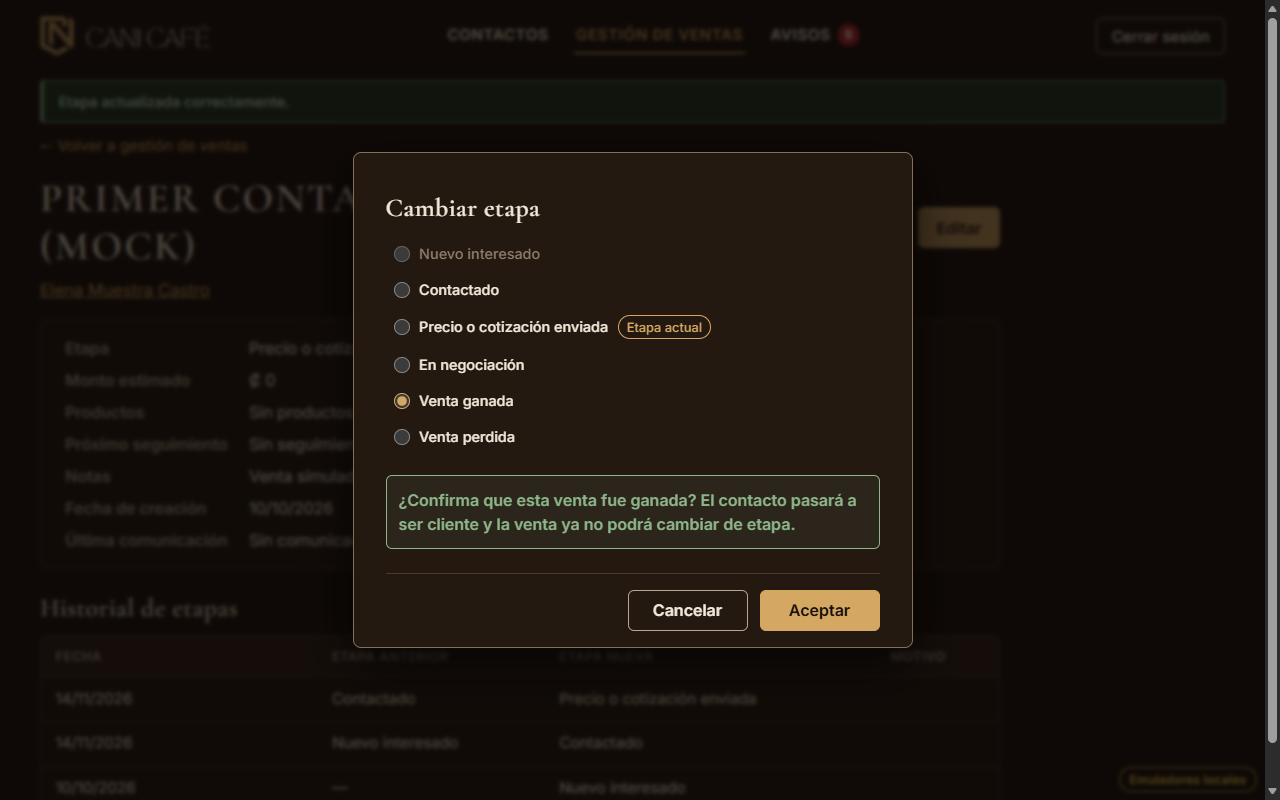 CANI CAFÉ
CONTACTOS
GESTIÓN DE VENTAS
AVISOS
Cerrar sesión
Etapa actualizada correctamente.
← Volver a gestión de ventas
PRIMER CONTA
(MOCK)
Editar
Elena Muestra Castro
Cambiar etapa
Nuevo interesado
Contactado
Precio o cotización enviada Etapa actual
En negociación
Venta ganada
Venta perdida
¿Confirma que esta venta fue ganada? El contacto pasará a
ser cliente y la venta ya no podrá cambiar de etapa.
Cancelar Aceptar
Etapa Precio o cotiz
Monto estimado ₡ 0
Productos Sin productos
Próximo seguimiento Sin seguimien
Notas Venta simulad
Fecha de creación 10/10/2026
Última comunicación Sin comunica
Historial de etapas
FECHA ETAPA ANTERIOR ETAPA NUEVA MOTIVO
14/11/2026 Contactado Precio o cotización enviada
14/11/2026 Nuevo interesado Contactado
10/10/2026 — Nuevo interesado
Emuladores locales